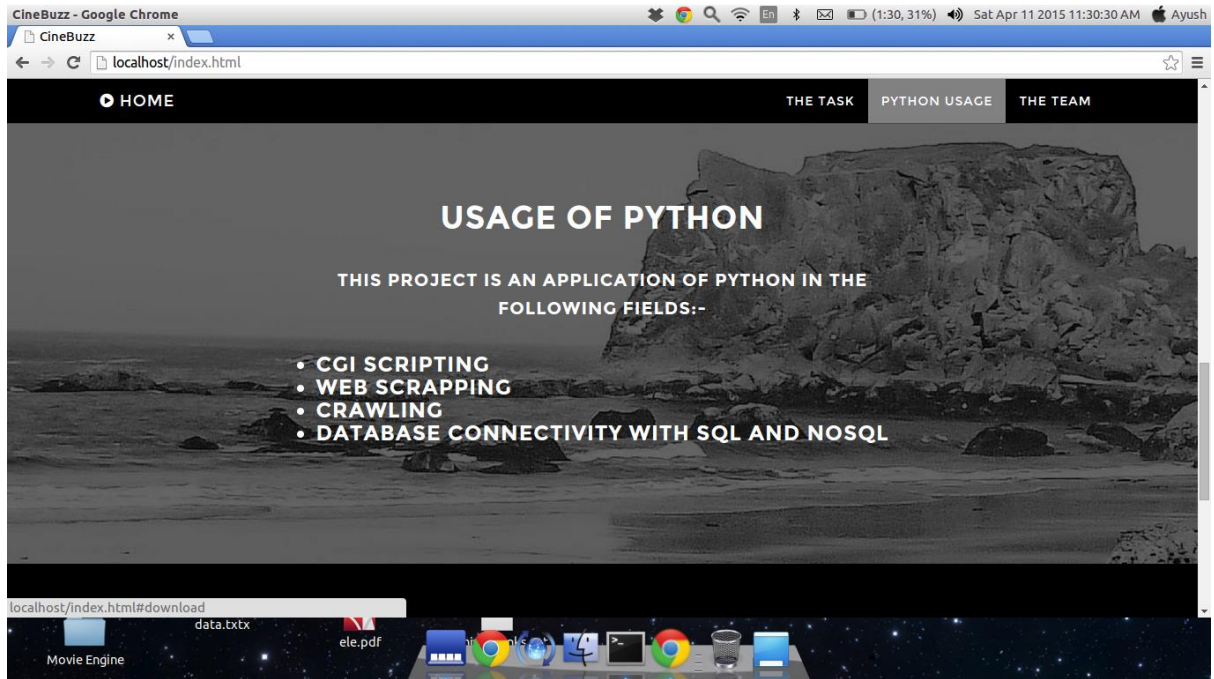 CineBuzz - Google Chrome
En
(1:30, 31%)
Sat Apr 11 2015 11:30:30 AM
Ayush
CineBuzz
×
localhost/index.html
HOME
THE TASK
PYTHON USAGE
THE TEAM
USAGE OF PYTHON
THIS PROJECT IS AN APPLICATION OF PYTHON IN THE
FOLLOWING FIELDS:-
• CGI SCRIPTING
• WEB SCRAPPING
• CRAWLING
• DATABASE CONNECTIVITY WITH SQL AND NOSQL
localhost/index.html#download
data.txtx
ele.pdf
Movie Engine